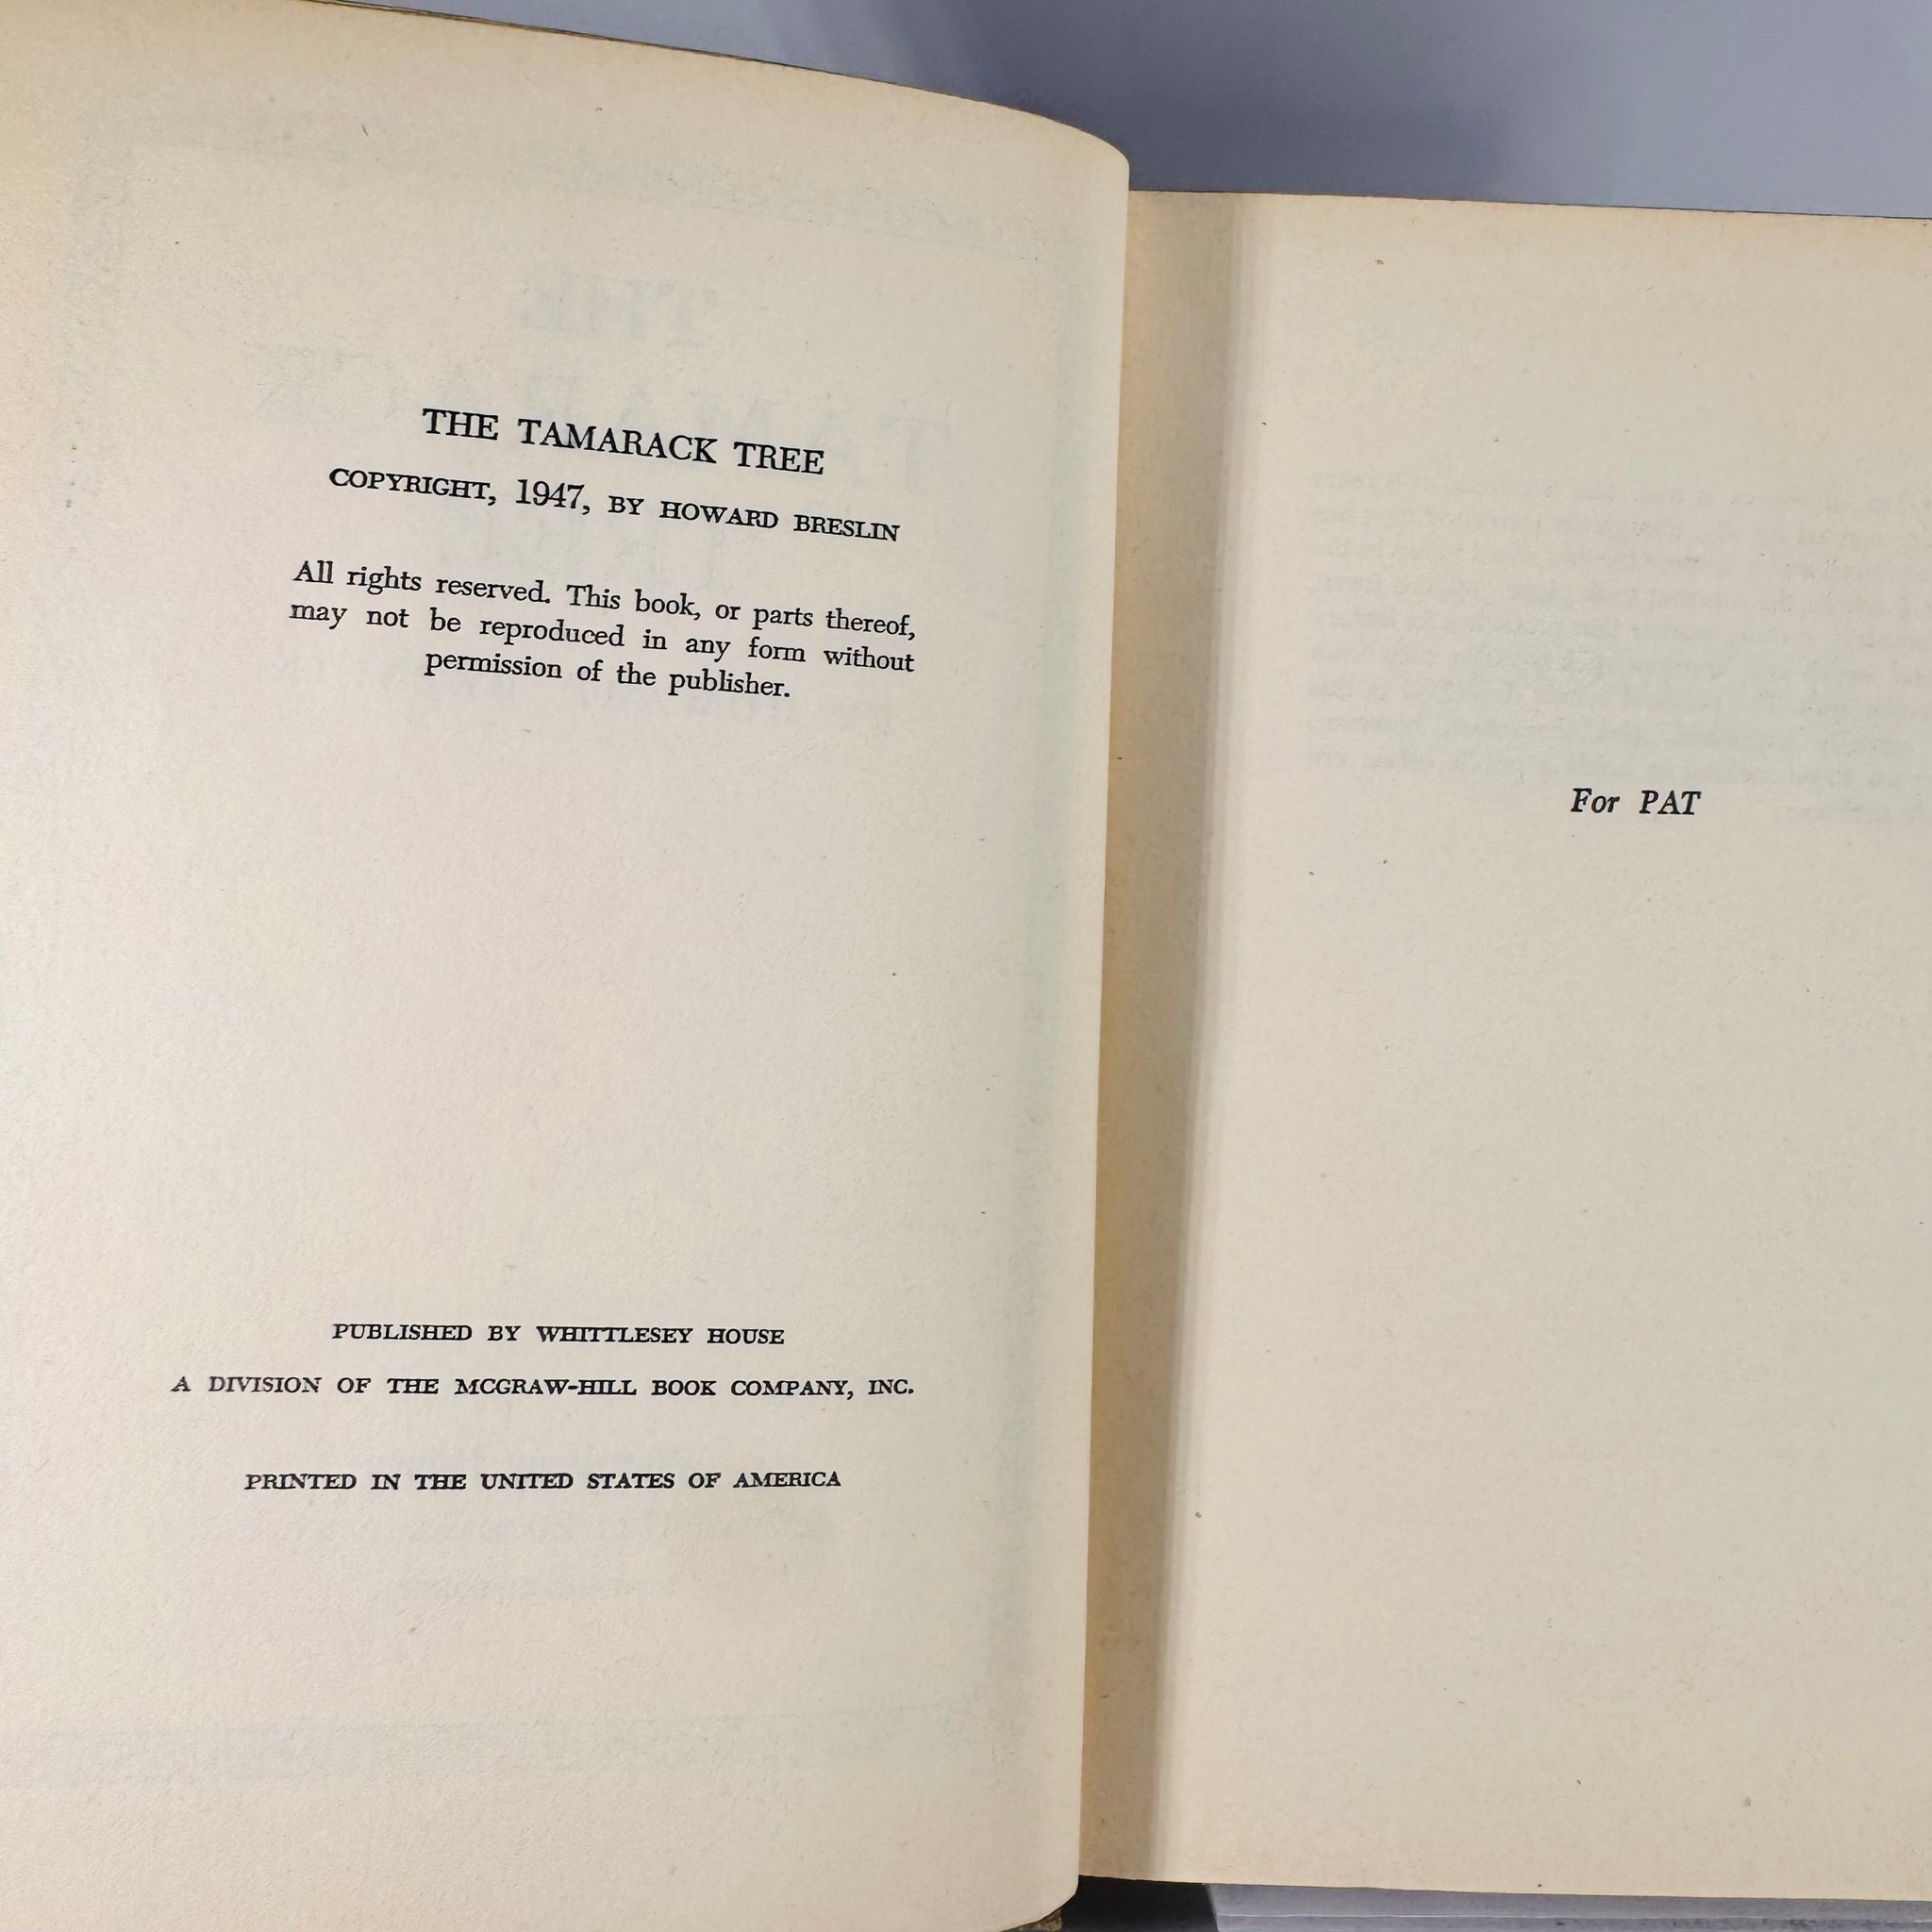 THE TAMARACK TREE
COPYRIGHT, 1947, BY HOWARD BRESLIN
All rights reserved. This book, or parts thereof,
may not be reproduced in any form without
permission of the publisher.
PUBLISHED BY WHITTLESEY HOUSE
A DIVISION OF THE MCGRAW-HILL BOOK COMPANY, INC.
PRINTED IN THE UNITED STATES OF AMERICA
For PAT